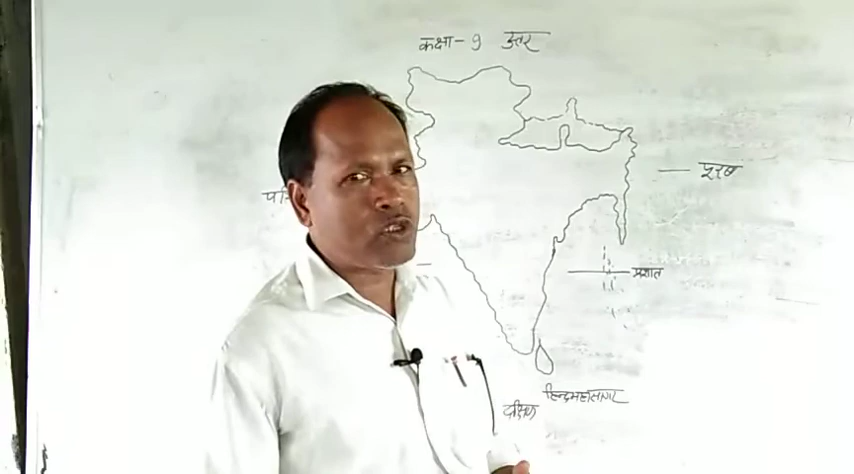 कक्षा - 9 उत्तर
पूरब
प्रशांत
हिन्दमहासागर
दक्षिण